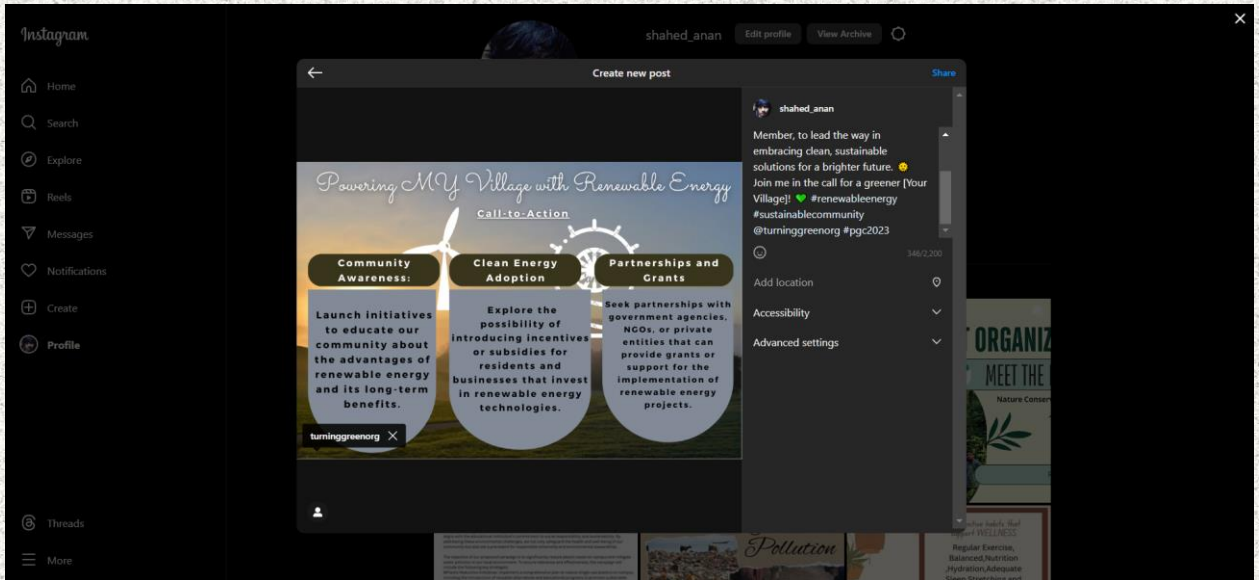 Instagram
Home
Search
Explore
Reels
Messages
Notifications
Create
Profile
Threads
More
shahed_anan
Edit profile
View Archive
Create new post
Share
Powering MY Village with Renewable Energy
Call-to-Action
Community
Awareness:
Launch initiatives
to educate our
community about
the advantages of
renewable energy
and its long-term
benefits.
Clean Energy
Adoption
Explore the
possibility of
introducing incentives
or subsidies for
residents and
businesses that invest
in renewable energy
technologies.
Partnerships and
Grants
Seek partnerships with
government agencies,
NGOs, or private
entities that can
provide grants or
support for the
implementation of
renewable energy
projects.
turninggreenorg
shahed_anan
Member, to lead the way in
embracing clean, sustainable
solutions for a brighter future. 😉
Join me in the call for a greener [Your
Village]! 💚 #renewableenergy
#sustainablecommunity
@turninggreenorg #pgc2023
346/2,200
Add location
Accessibility
Advanced settings
ORGANIZ
MEET THE
Nature Conser
Pollution
WELLNESS
Regular Exercise,
Balanced,Nutrition
,Hydration,Adequate